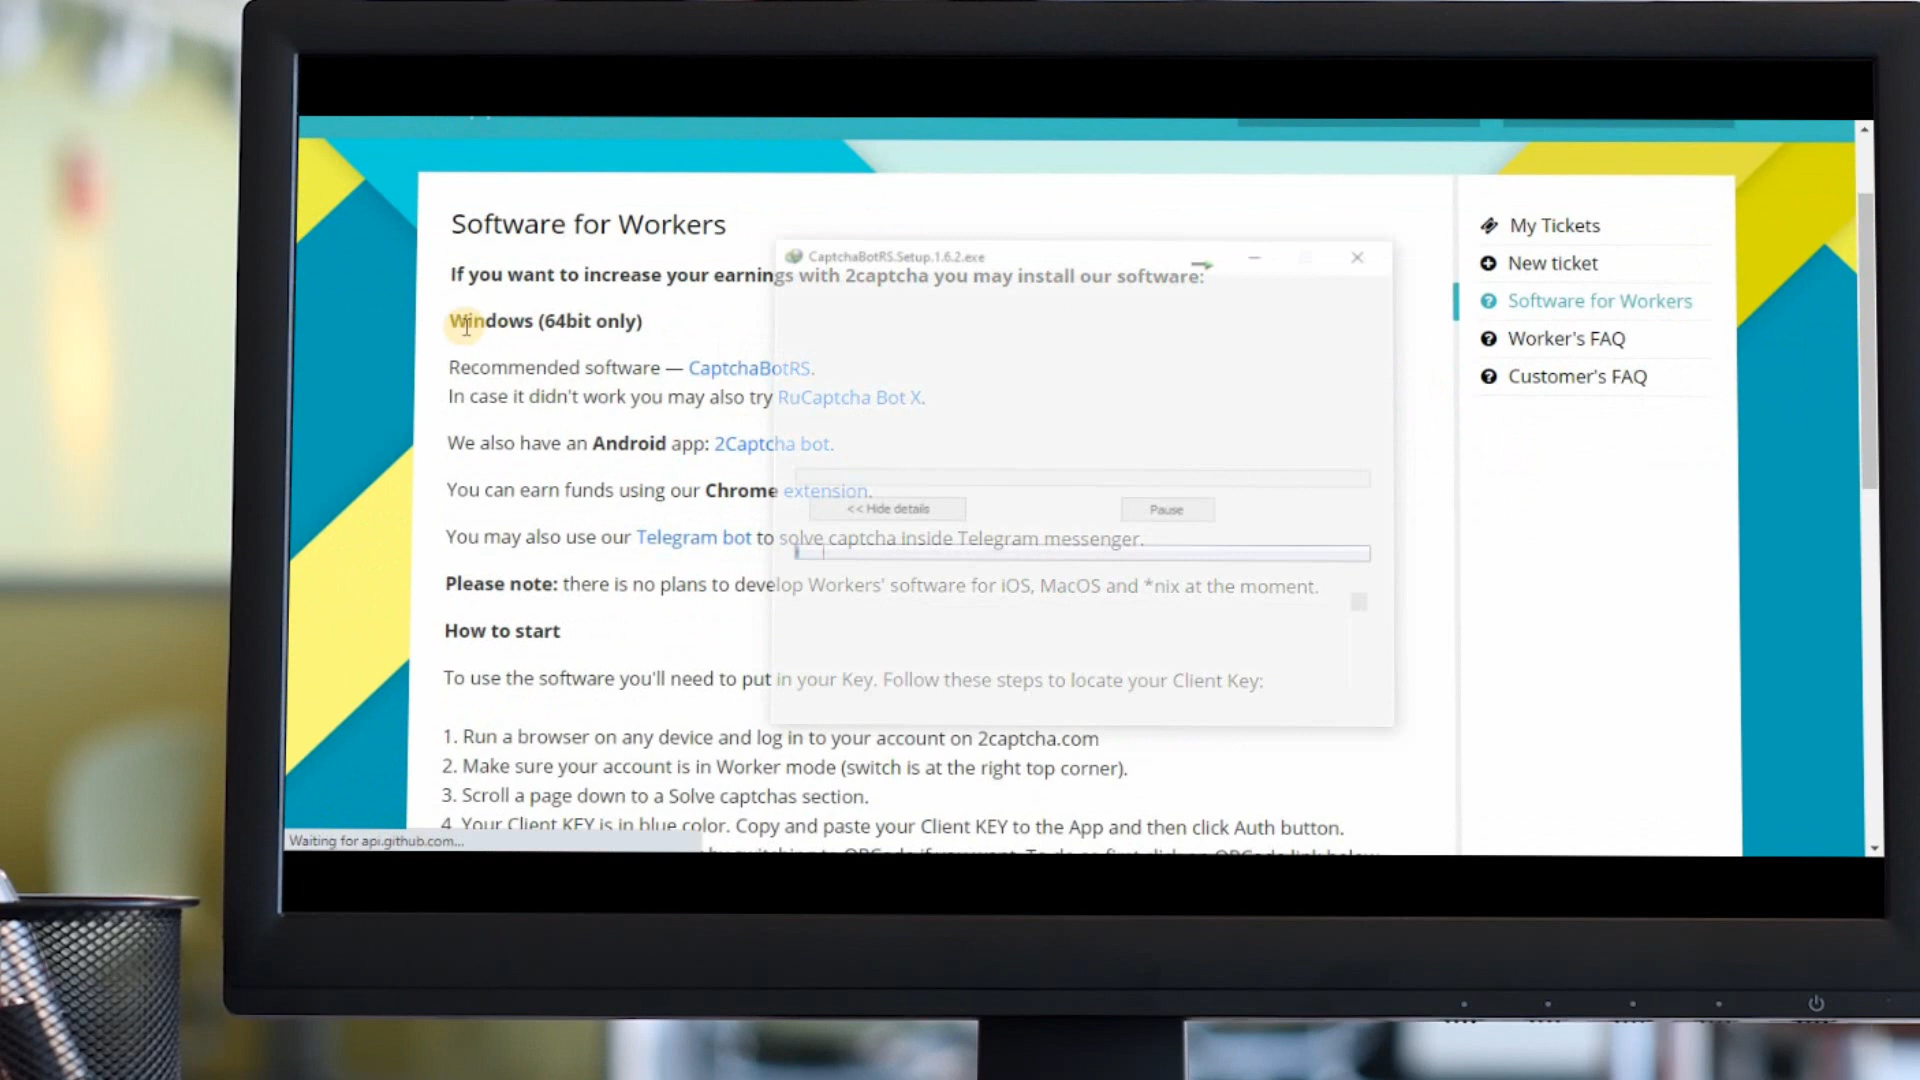 Software for Workers
CaptchaBotRS.Setup.1.6.2.exe
If you want to increase your earnings with 2captcha you may install our software:
Windows (64bit only)
Recommended software — CaptchaBotRS.
In case it didn't work you may also try RuCaptcha Bot X.
We also have an Android app: 2Captcha bot.
You can earn funds using our Chrome extension.
<< Hide details
Pause
You may also use our Telegram bot to solve captcha inside Telegram messenger.
Please note: there is no plans to develop Workers' software for iOS, MacOS and *nix at the moment.
How to start
To use the software you'll need to put in your Key. Follow these steps to locate your Client Key:
1. Run a browser on any device and log in to your account on 2captcha.com
2. Make sure your account is in Worker mode (switch is at the right top corner).
3. Scroll a page down to a Solve captchas section.
4. Your Client KEY is in blue color. Copy and paste your Client KEY to the App and then click Auth button.
Waiting for api.github.com...
My Tickets
New ticket
Software for Workers
Worker's FAQ
Customer's FAQ